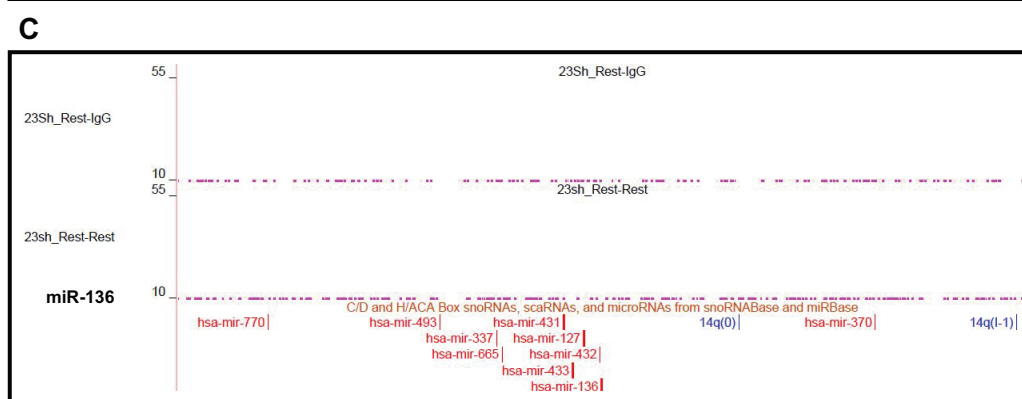 C
55
23Sh_Rest-IgG
23Sh_Rest-IgG
10
55
23sh_Rest-Rest
23sh_Rest-Rest
miR-136
10
C/D and H/ACA Box snoRNAs, scaRNAs, and microRNAs from snoRNABase and miRBase
hsa-mir-770 hsa-mir-493 hsa-mir-431 14q(0) hsa-mir-370 14q(I-1)
hsa-mir-337 hsa-mir-127
hsa-mir-665 hsa-mir-432
hsa-mir-433
hsa-mir-136